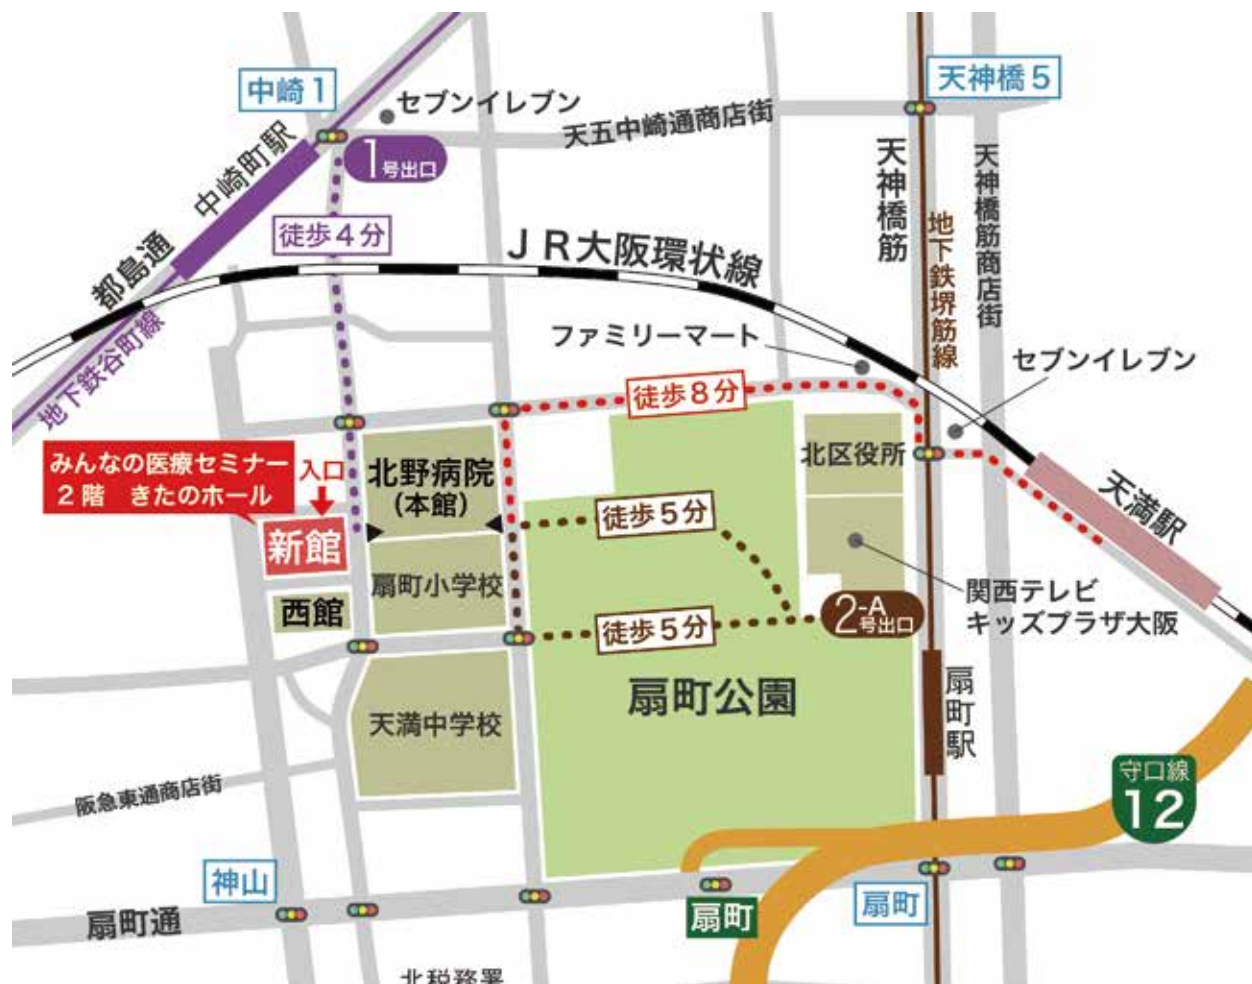 中崎1
セブンイレブン
天神橋5
天五中崎通商店街
1号出口
中崎町駅
天神橋筋
天神橋筋商店街
徒歩4分
都島通
JR大阪環状線
地下鉄堺筋線
地下鉄谷町線
ファミリーマート
セブンイレブン
徒歩8分
みんなの医療セミナー
2階 きたのホール
入口
北野病院
(本館)
北区役所
天満駅
新館
徒歩5分
扇町小学校
関西テレビ
キッズプラザ大阪
西館
徒歩5分
2-A号出口
扇町公園
扇町駅
天満中学校
守口線
12
阪急東通商店街
神山
扇町通
扇町
扇町
北税務署